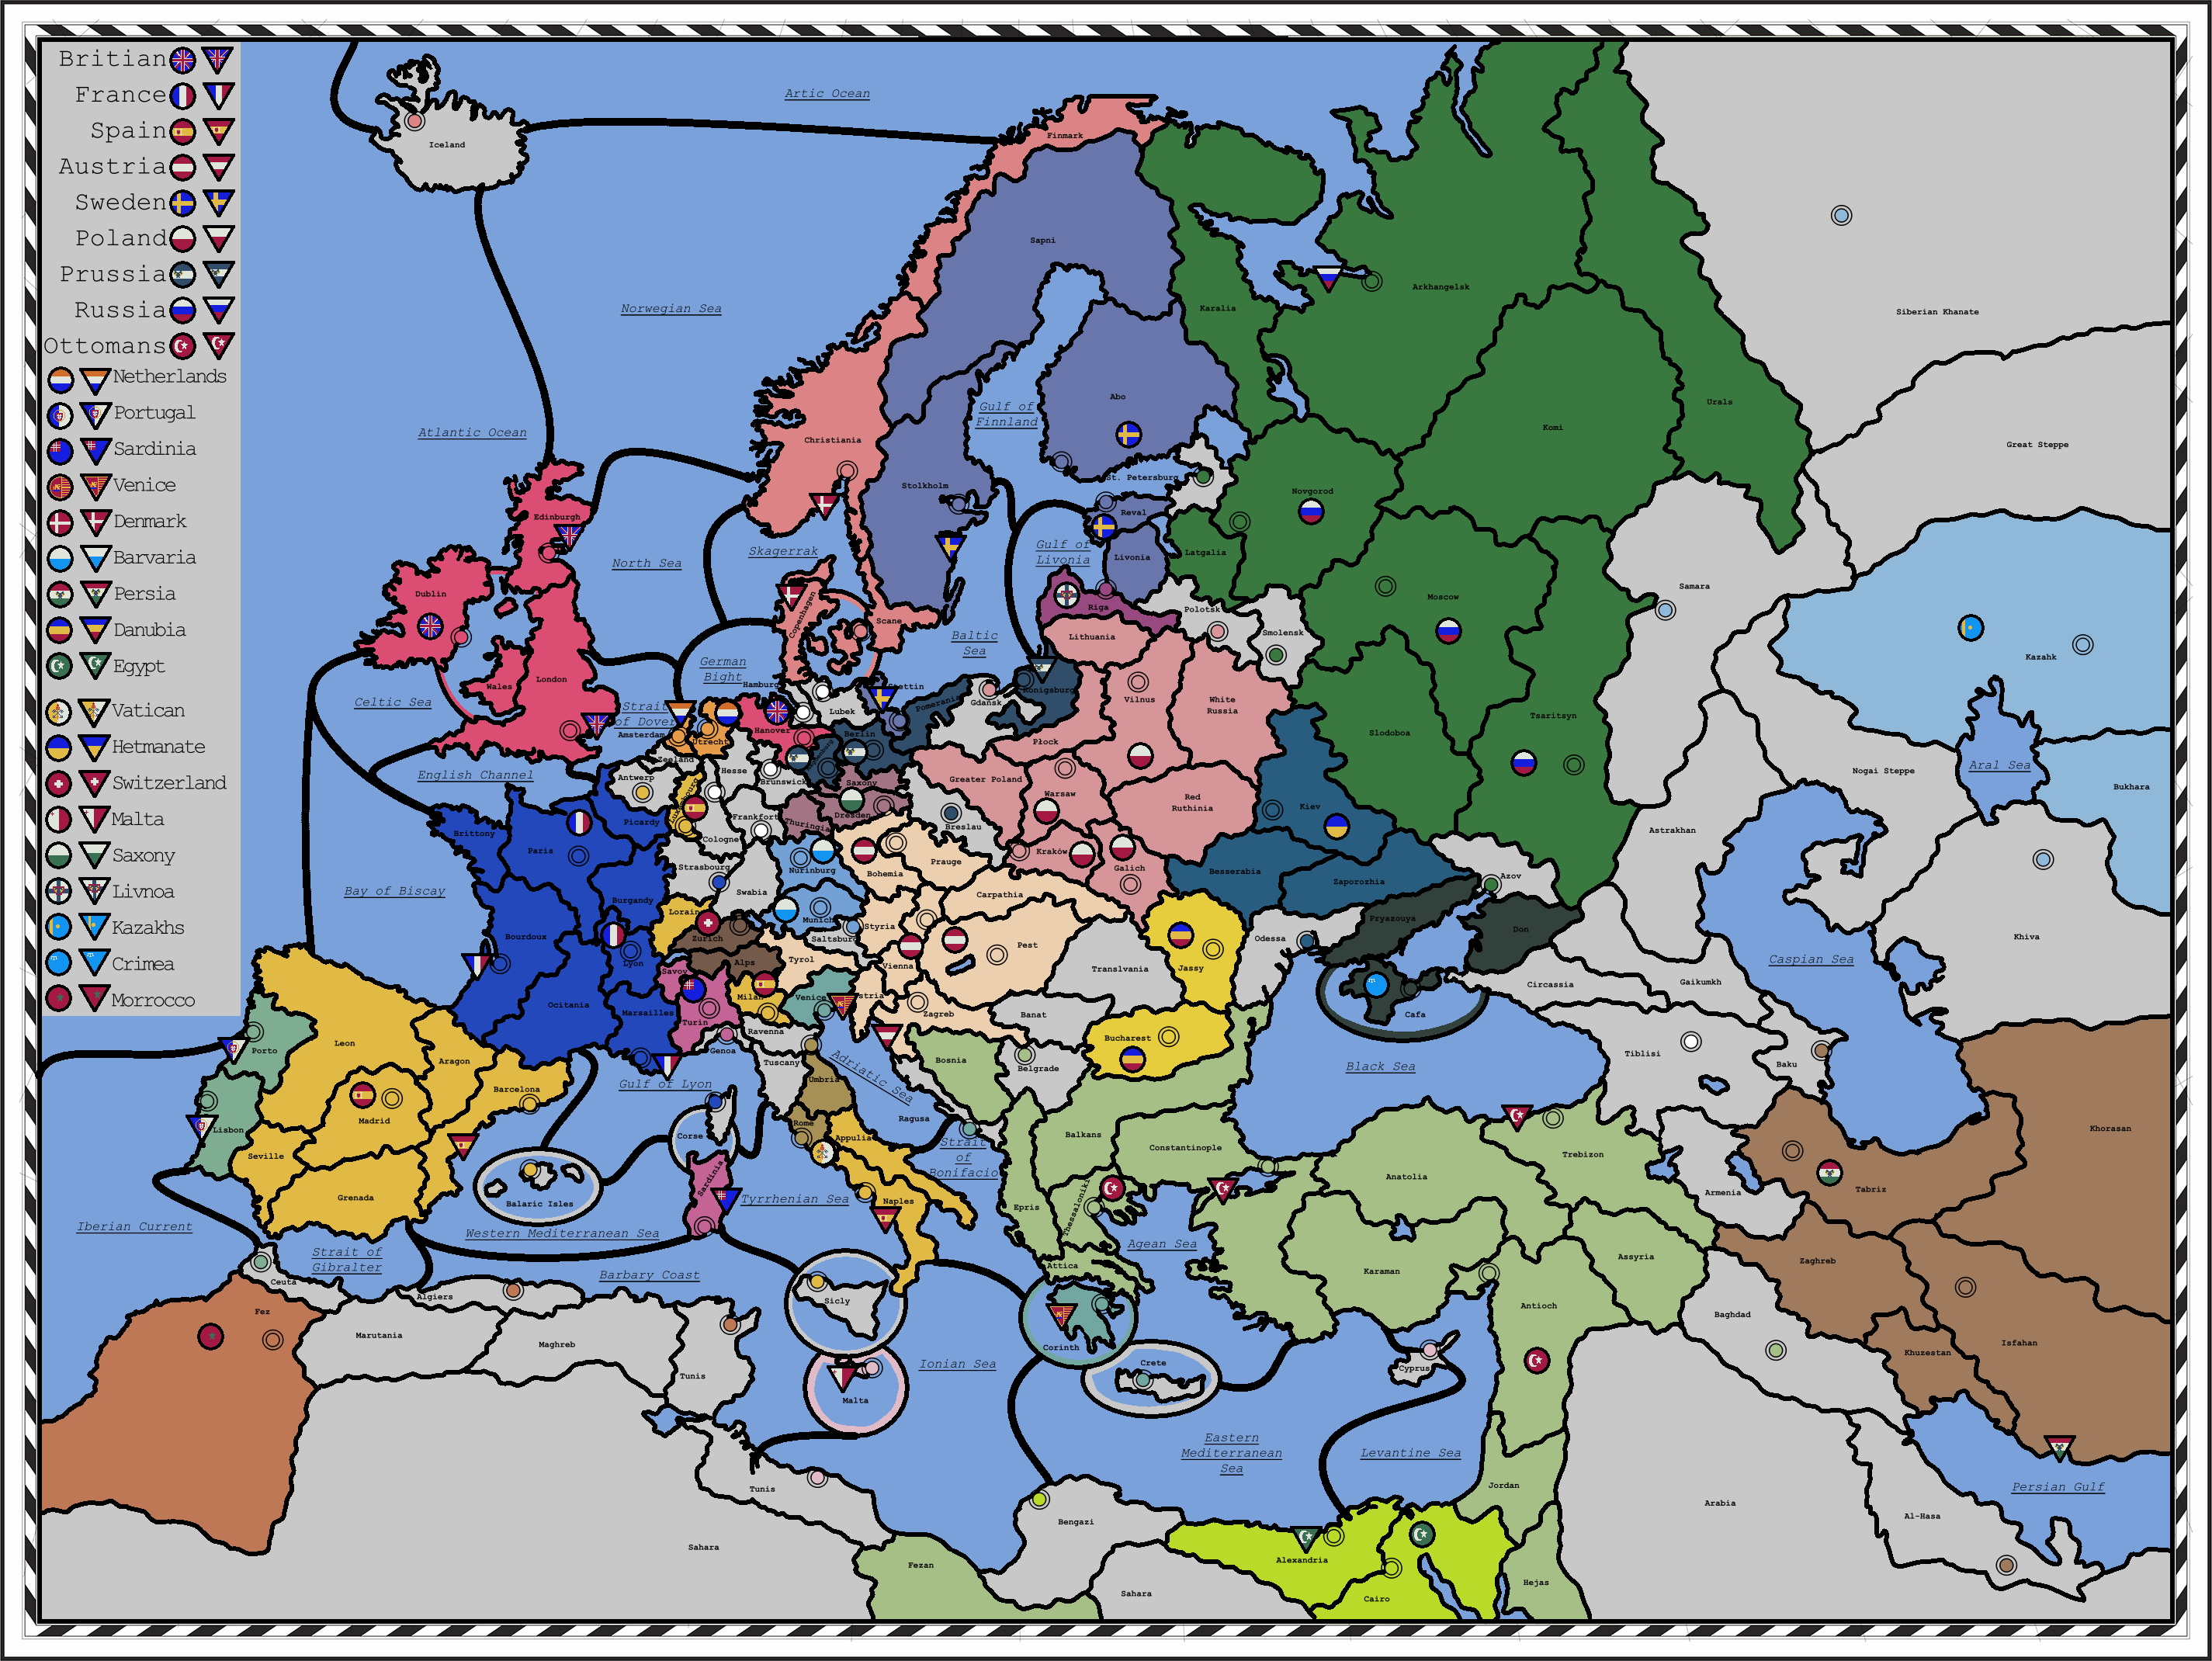 Britian
France
Spain
Austria
Sweden
Poland
Prussia
Russia
Ottomans
Netherlands
Portugal
Sardinia
Venice
Denmark
Barvaria
Persia
Danubia
Egypt
Vatican
Hetmanate
Switzerland
Malta
Saxony
Livnoa
Kazakhs
Crimea
Morrocco
Artic Ocean
Iceland
Finmark
Sapni
Norwegian Sea
Karalia
Arkhangelsk
Siberian Khanate
Atlantic Ocean
Gulf of
Finnland
Abo
Christiania
Urals
Komi
Great Steppe
Stolkholm
St. Petersburg
Novgorod
Edinburgh
Reval
Skagerrak
North Sea
Gulf of
Livonia
Livonia
Latgalia
Samara
Dublin
Copenhagen
Scane
Riga
Polotsk
Moscow
Smolensk
Lithuania
Baltic
Sea
Kazahk
German
Bight
Celtic Sea
Wales
London
Hamburg
Stettin
Konigsburg
Vilnus
White
Russia
Strait
of Dover
Amsterdam
Utrecht
Hanover
Lubek
Pomerania
Gdańsk
Berlin
Płock
Tsaritsyn
Slodoboa
Zeeland
Aral Sea
Nogai Steppe
English Channel
Antwerp
Hesse
Brunswick
Saxony
Greater Poland
Warsaw
Red
Ruthinia
Kiev
Bukhara
Luxembourg
Picardy
Cologne
Frankfort
Thuringia
Dresden
Breslau
Astrakhan
Brittony
Paris
Kraków
Galich
Strasbourg
Nurinburg
Bohemia
Prauge
Besserabia
Zaporozhia
Azov
Bay of Biscay
Swabia
Burgandy
Carpathia
Lorain
Munich
Styria
Fryazouya
Don
Bourdoux
Zurich
Saltsburg
Odessa
Khiva
Lyon
Alps
Tyrol
Vienna
Pest
Translvania
Jassy
Caspian Sea
Savoy
Circassia
Gaikumkh
Ocitania
Marsailles
Turin
Milan
Venice
Istria
Zagreb
Banat
Cafa
Ravenna
Leon
Porto
Genoa
Bosnia
Bucharest
Tiblisi
Baku
Aragon
Tuscany
Belgrade
Black Sea
Barcelona
Gulf of Lyon
Umbria
Adriatic Sea
Madrid
Lisbon
Corse
Rome
Appulia
Ragusa
Balkans
Constantinople
Khorasan
Seville
Strait
of
Bonifacio
Trebizon
Anatolia
Grenada
Balaric Isles
Sardinia
Tyrrhenian Sea
Naples
Epris
Thessaloniki
Armenia
Tabriz
Iberian Current
Western Mediterranean Sea
Strait of
Gibralter
Agean Sea
Assyria
Zaghreb
Attica
Karaman
Barbary Coast
Ceuta
Algiers
Sicly
Antioch
Fez
Baghdad
Marutania
Maghreb
Corinth
Khuzestan
Isfahan
Ionian Sea
Crete
Cyprus
Tunis
Malta
Eastern
Mediterranean
Sea
Levantine Sea
Tunis
Jordan
Persian Gulf
Arabia
Bengazi
Al-Hasa
Sahara
Fezan
Alexandria
Sahara
Cairo
Hejas